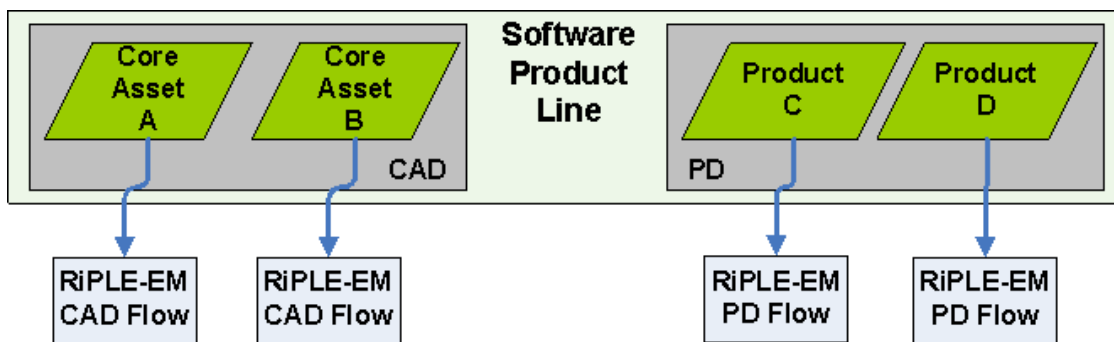 Core
Asset
A
Core
Asset
B
CAD
Software
Product
Line
Product
C
Product
D
PD
RiPLE-EM
CAD Flow
RiPLE-EM
CAD Flow
RiPLE-EM
PD Flow
RiPLE-EM
PD Flow